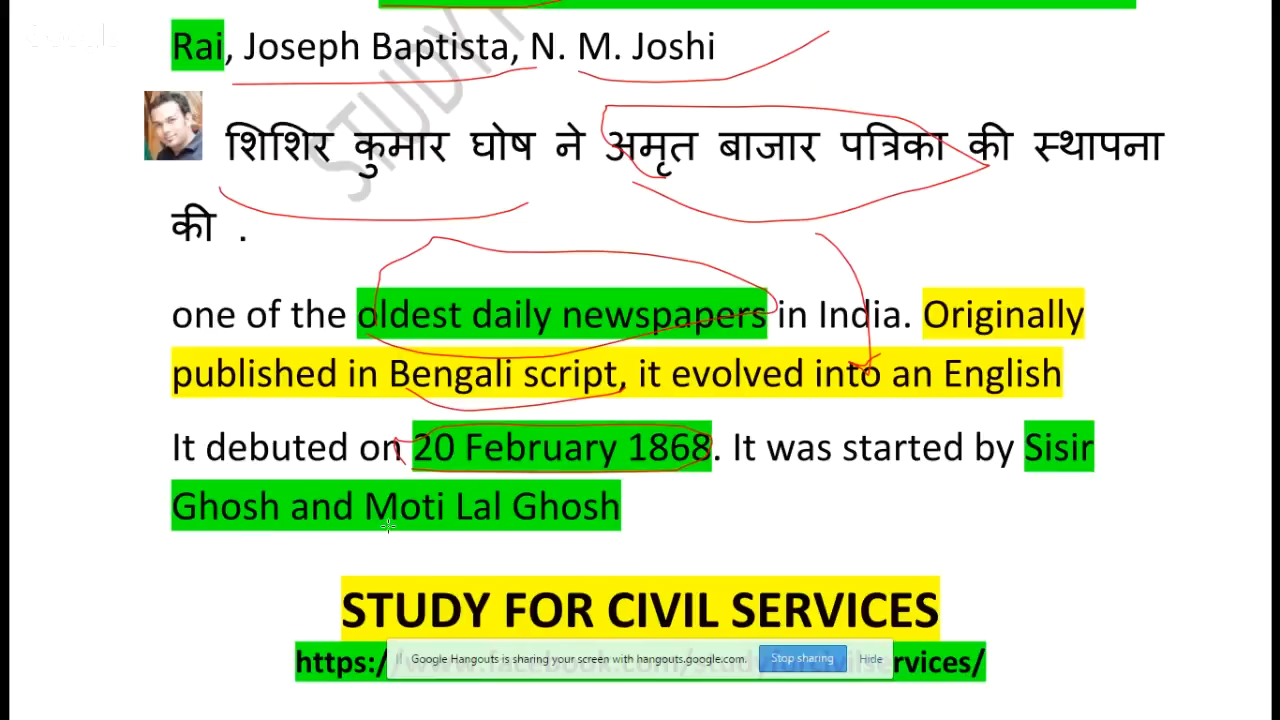 Rai, Joseph Baptista, N. M. Joshi
शिशिर कुमार घोष ने अमृत बाजार पत्रिका की स्थापना
की .
one of the oldest daily newspapers in India. Originally
published in Bengali script, it evolved into an English
It debuted on 20 February 1868. It was started by Sisir
Ghosh and Moti Lal Ghosh
STUDY FOR CIVIL SERVICES
Google Hangouts is sharing your screen with hangouts.google.com. Stop sharing Hide